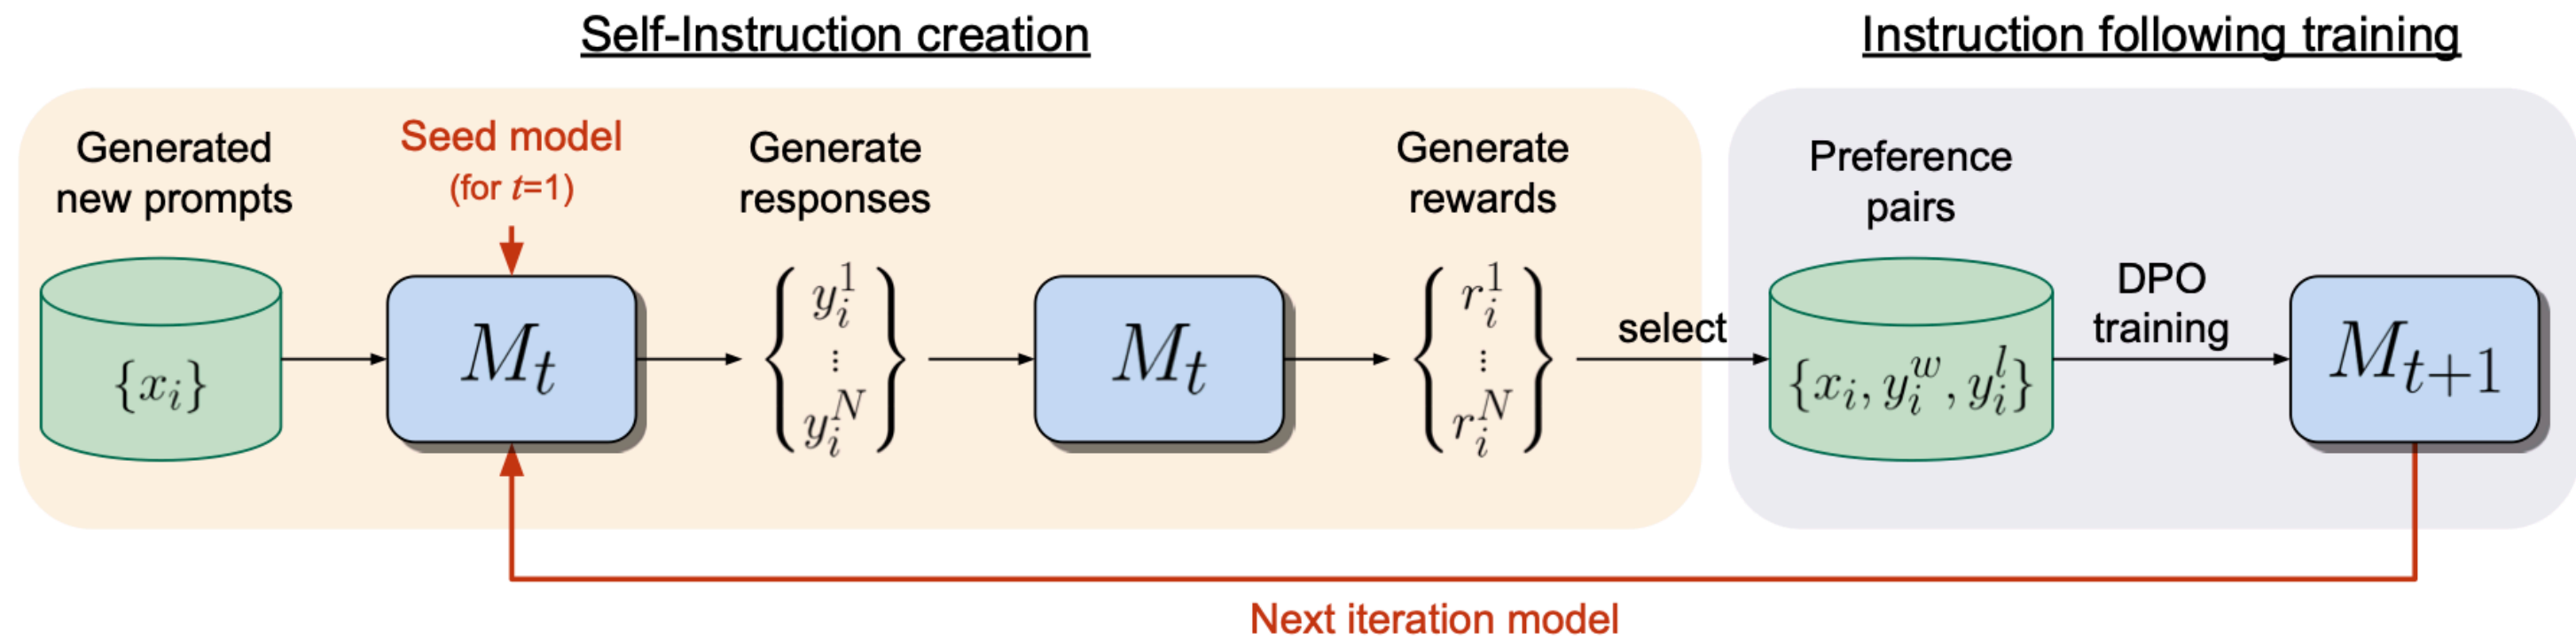 Self-Instruction creation
Instruction following training
Generated
new prompts
Seed model
(for t=1)
Generate
responses
Generate
rewards
Preference
pairs
{x_i}
M_t
y_i^1
⋮
y_i^N
M_t
r_i^1
⋮
r_i^N
select
{x_i, y_i^w, y_i^l}
DPO
training
M_{t+1}
Next iteration model